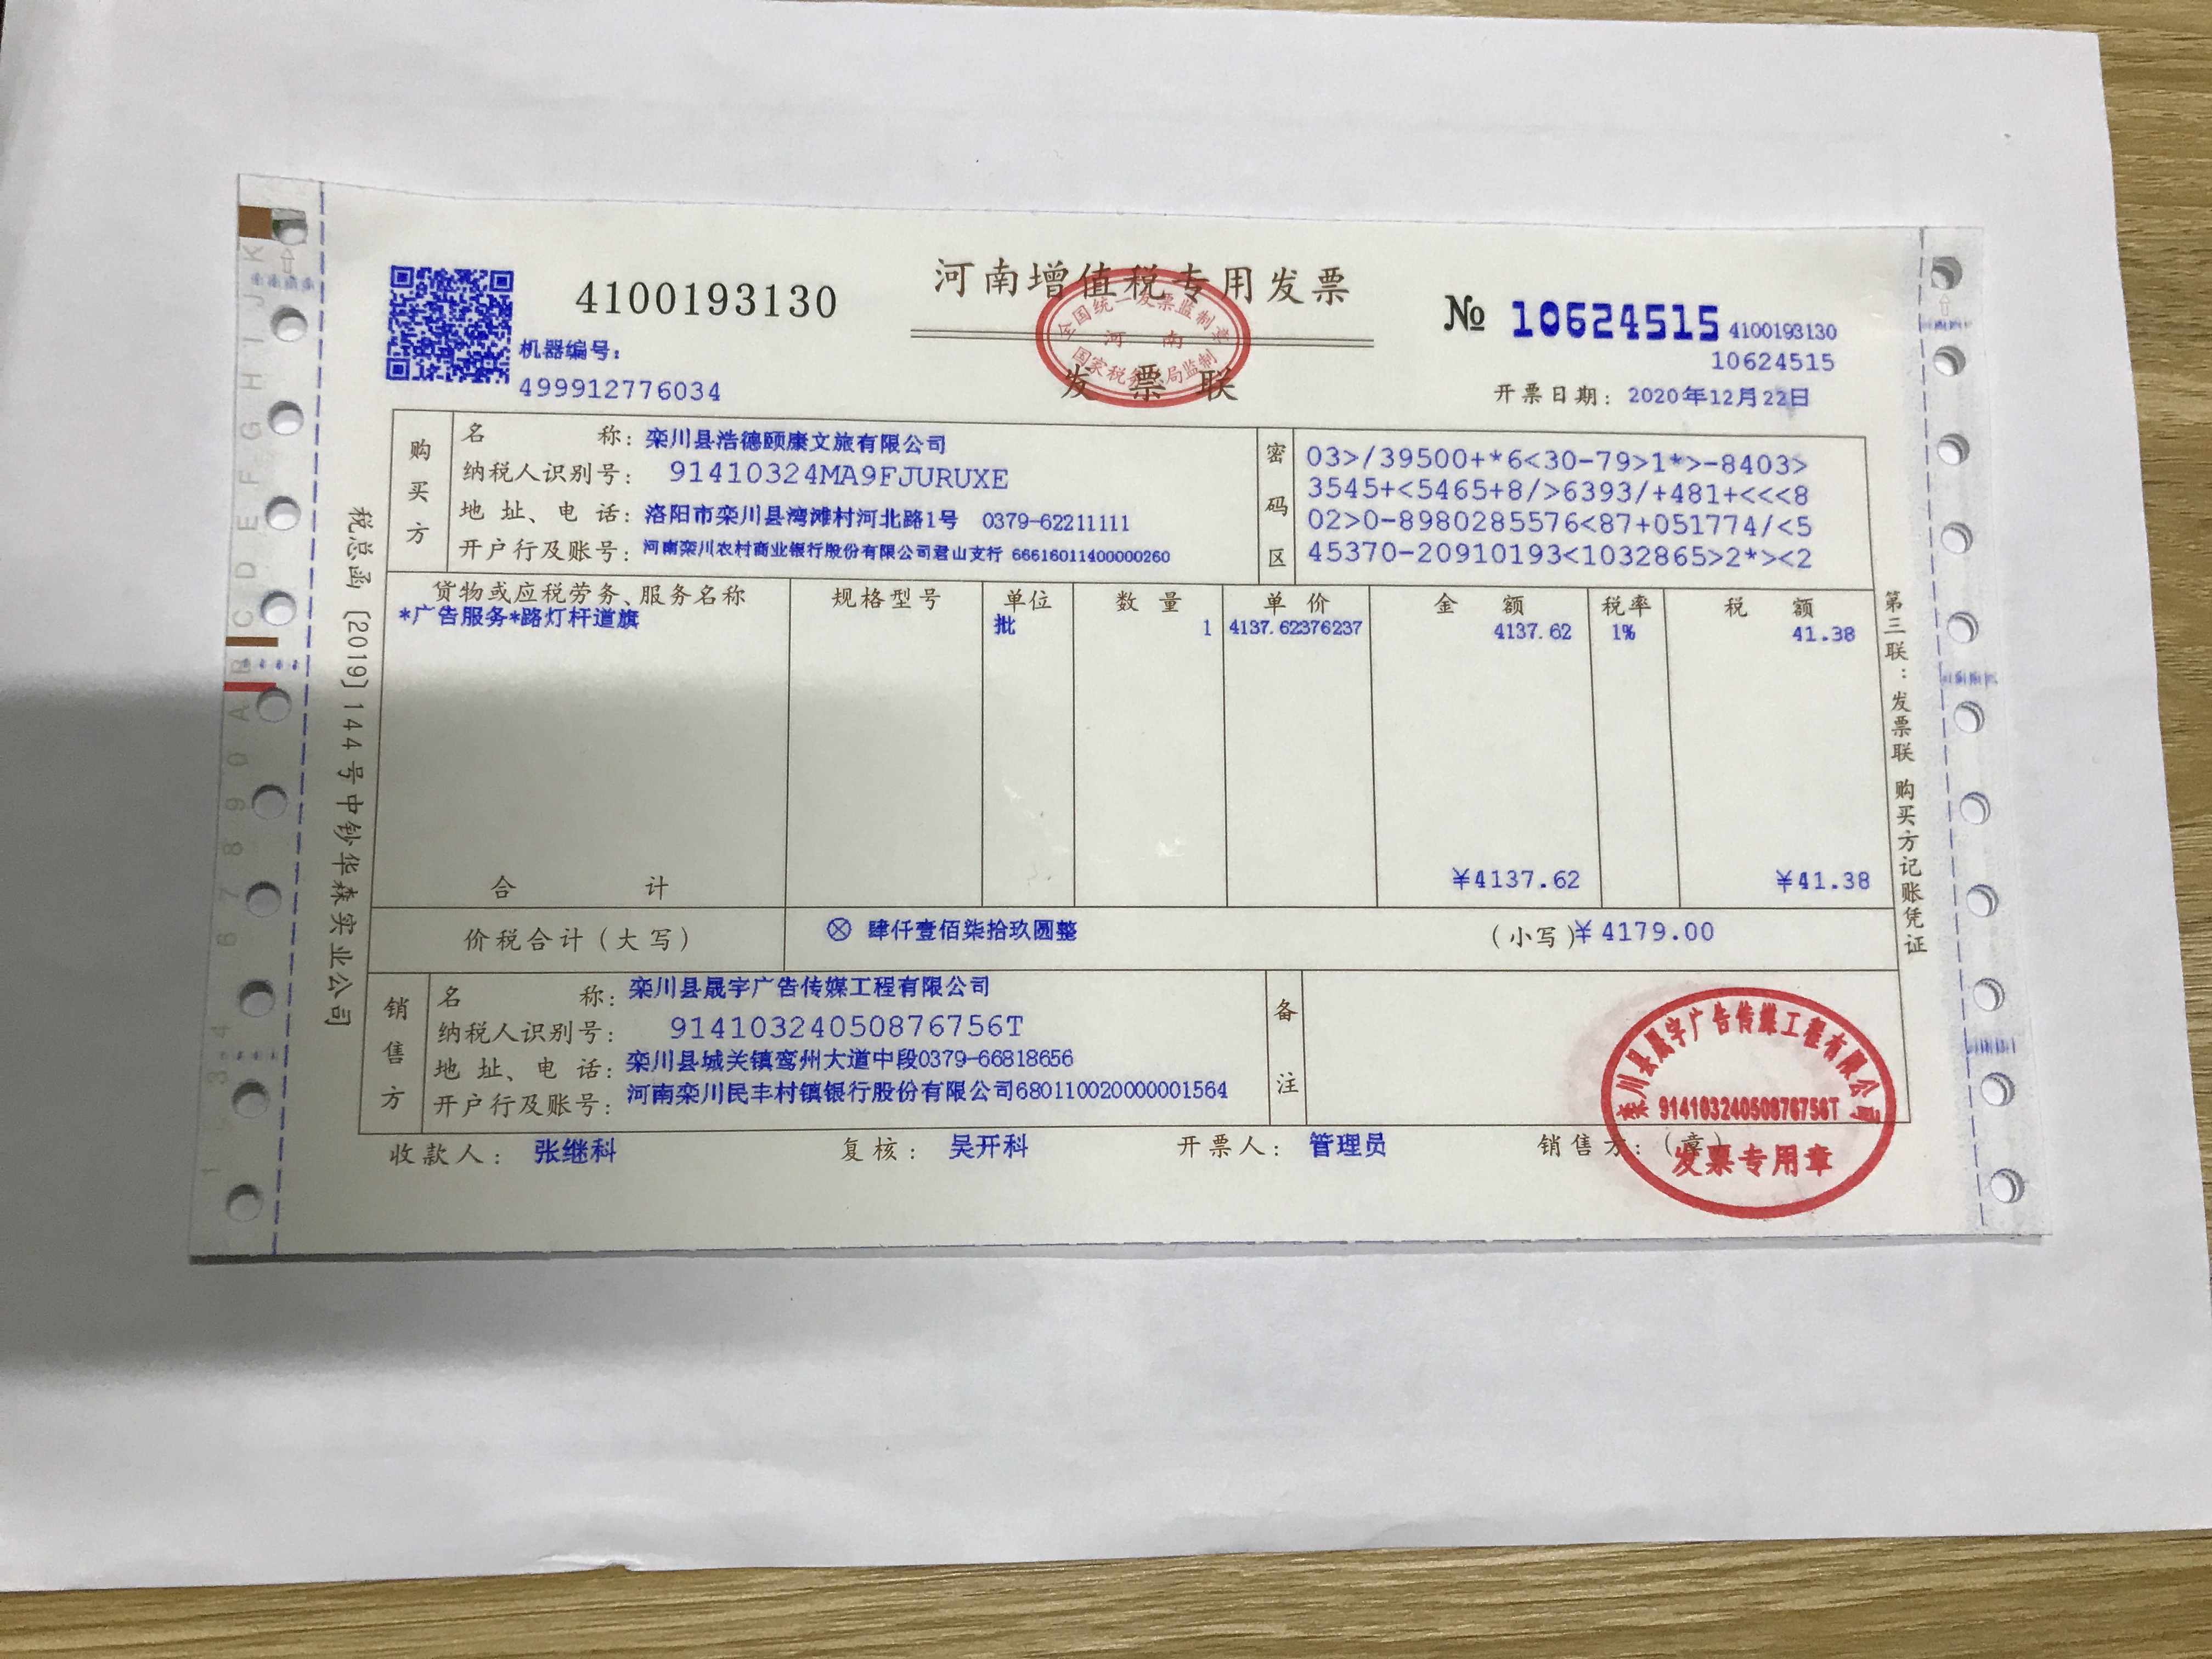 河南增值税专用发票
4100193130
№ 10624515 4100193130
10624515
机器编号:
499912776034
全国统一发票监制章
河南
国家税务总局监制
发票联
开票日期: 2020年12月22日
购买方
名称: 栾川县浩德颐康文旅有限公司
纳税人识别号: 91410324MA9FJURUXE
地址、电话: 洛阳市栾川县湾滩村河北路1号 0379-62211111
开户行及账号: 河南栾川农村商业银行股份有限公司君山支行 66616011400000260
密码区
03>/39500+*6<30-79>1*>-8403>
3545+<5465+8/>6393/+481+<<<8
02>0-8980285576<87+051774/<5
45370-20910193<1032865>2*><2
货物或应税劳务、服务名称 规格型号 单位 数量 单价 金额 税率 税额
*广告服务*路灯杆道旗 批 1 4137.62376237 4137.62 1% 41.38
合计 ¥4137.62 ¥41.38
价税合计(大写) ⊗ 肆仟壹佰柒拾玖圆整 (小写)¥4179.00
销售方
名称: 栾川县晟宇广告传媒工程有限公司
纳税人识别号: 91410324050876756T
地址、电话: 栾川县城关镇鸾州大道中段0379-66818656
开户行及账号: 河南栾川民丰村镇银行股份有限公司680110020000001564
备注
收款人: 张继科 复核: 吴开科 开票人: 管理员 销售方:(章)
栾川县晟宇广告传媒工程有限公司
91410324050876756T
发票专用章
税总函〔2019〕144号中钞华森实业公司
第三联:发票联 购买方记账凭证